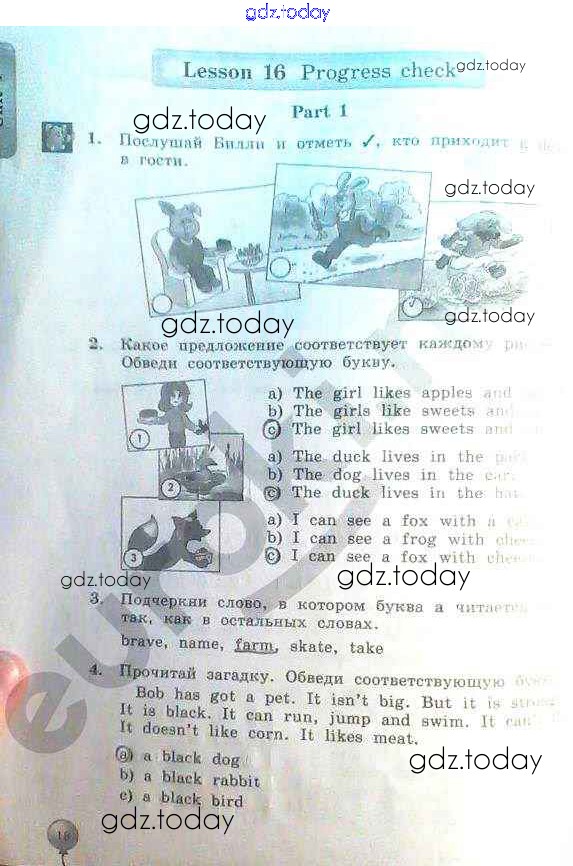 gdz.today
Lesson 16 Progress check
gdz.today
Part 1
gdz.today
1. Послушай Билли и отметь ✓, кто приходит
в гости.
gdz.today
gdz.today
gdz.today
2. Какое предложение соответствует каждому
Обведи соответствующую букву.
1
a) The girl likes apples and
b) The girls like sweets and
c) The girl likes sweets and
2
a) The duck lives in the
b) The dog lives in the
c) The duck lives in the
3
a) I can see a fox with a
b) I can see a frog with
c) I can see a fox with
gdz.today
gdz.today
3. Подчеркни слово, в котором буква а читается
так, как в остальных словах.
brave, name, farm, skate, take
4. Прочитай загадку. Обведи соответствующую
Bob has got a pet. It isn't big. But it is
It is black. It can run, jump and swim. It can't
It doesn't like corn. It likes meat.
a) a black dog
b) a black rabbit
c) a black bird
gdz.today
gdz.today
18
euroki